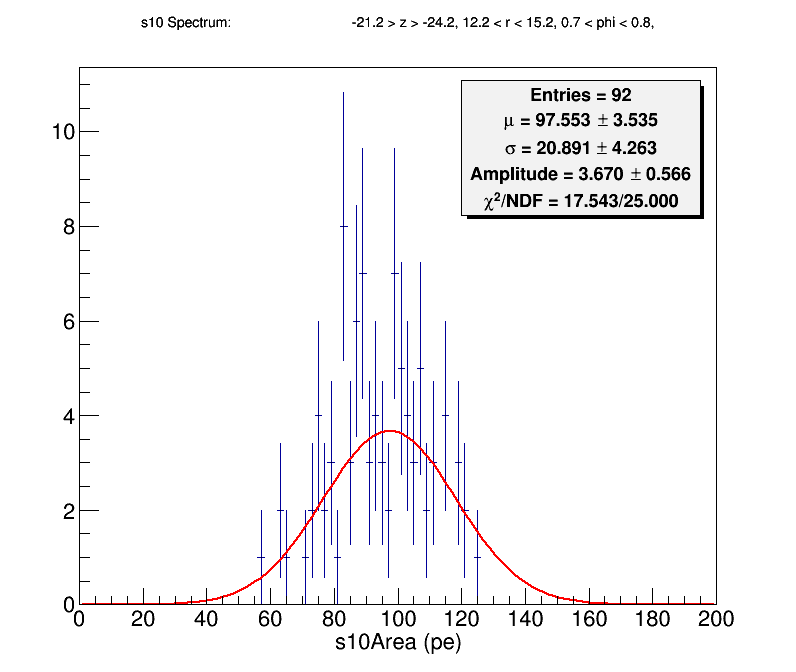 s10 Spectrum: -21.2 > z > -24.2, 12.2 < r < 15.2, 0.7 < phi < 0.8,
Entries = 92
μ = 97.553 ± 3.535
σ = 20.891 ± 4.263
Amplitude = 3.670 ± 0.566
χ²/NDF = 17.543/25.000
10
8
6
4
2
0
0 20 40 60 80 100 120 140 160 180 200
s10Area (pe)